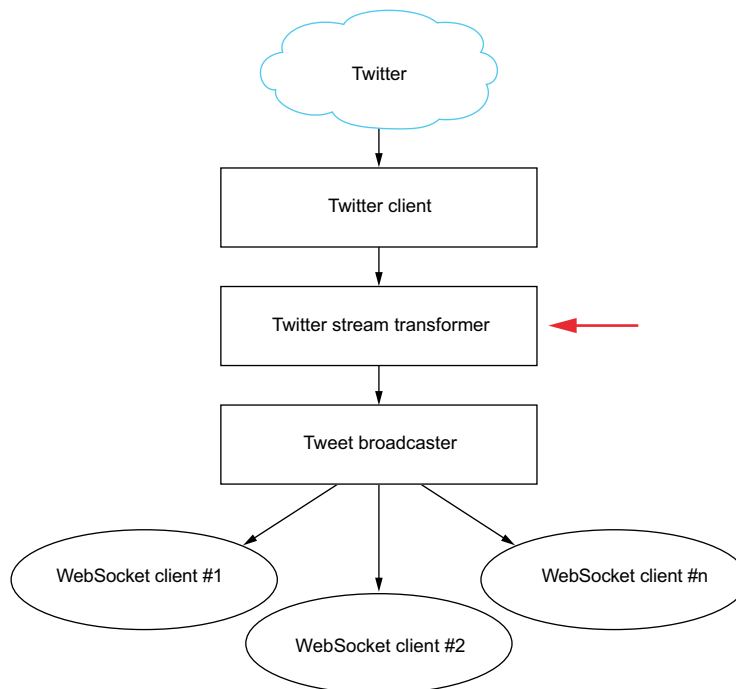 Twitter
Twitter client
Twitter stream transformer
Tweet broadcaster
WebSocket client #1
WebSocket client #n
WebSocket client #2